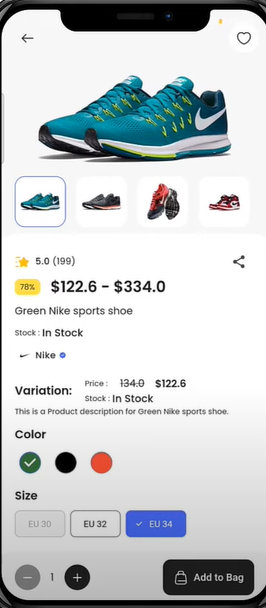 5.0 (199)
78% $122.6 - $334.0
Green Nike sports shoe
Stock : In Stock
Nike
Variation: Price : 134.0 $122.6
Stock : In Stock
This is a Product description for Green Nike sports shoe.
Color
Size
EU 30 EU 32 EU 34
1 Add to Bag